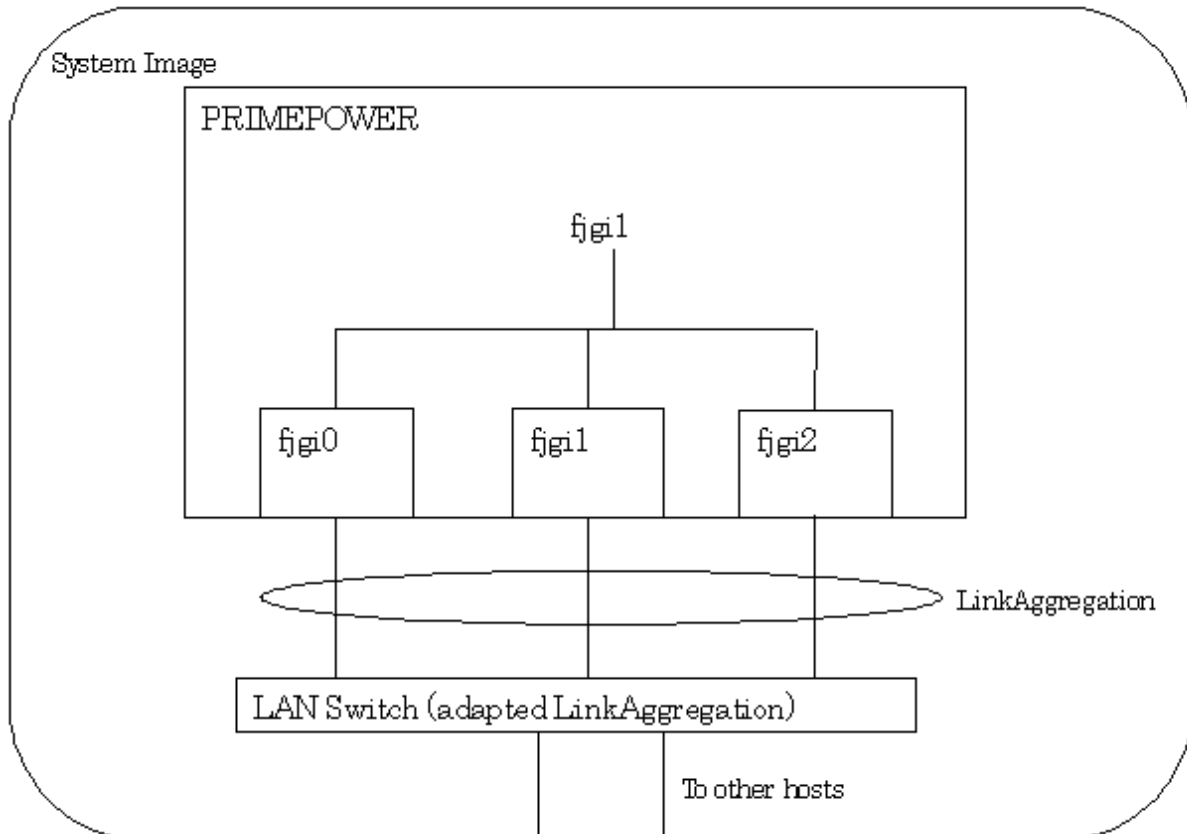 System Image
PRIMEPOWER
fjgi1
fjgi0
fjgi1
fjgi2
LinkAggregation
LAN Switch (adapted LinkAggregation)
To other hosts